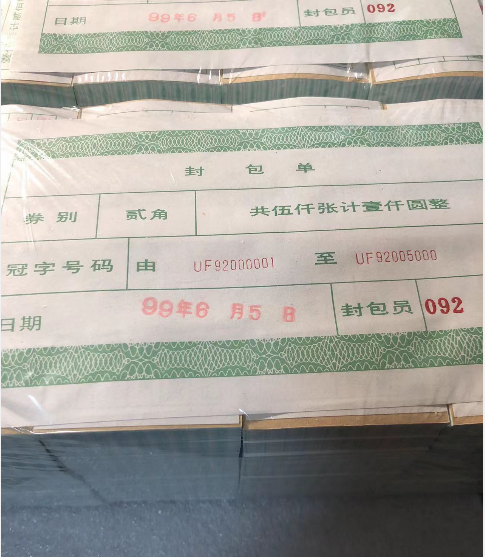 日期 99年6月5日 封包员 092
封包单
券别 贰角 共伍仟张计壹仟圆整
冠字号码 由 UF92000001 至 UF92005000
日期 99年6月5日 封包员 092